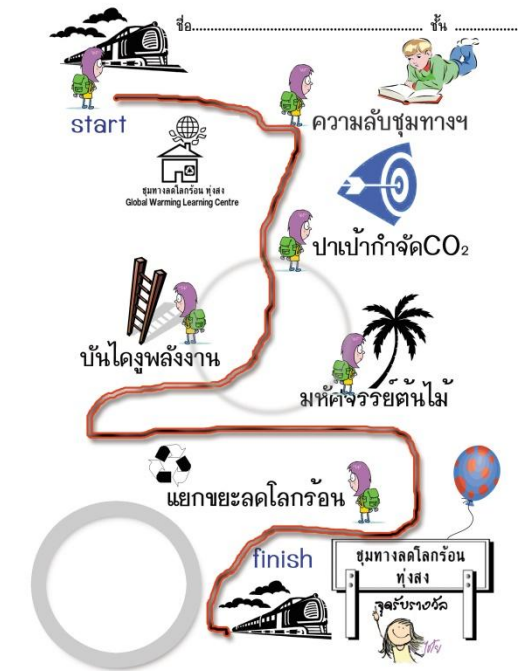 ชื่อ.................................................................. ชั้น ..................
start
ความลับชุมทางฯ
ชุมทางลดโลกร้อน ทุ่งสง
Global Warming Learning Centre
ปาเป้ากำจัดCO₂
บันไดงูพลังงาน
มหัศจรรย์ต้นไม้
แยกขยะลดโลกร้อน
finish
ชุมทางลดโลกร้อน
ทุ่งสง
จุดรับรางวัล